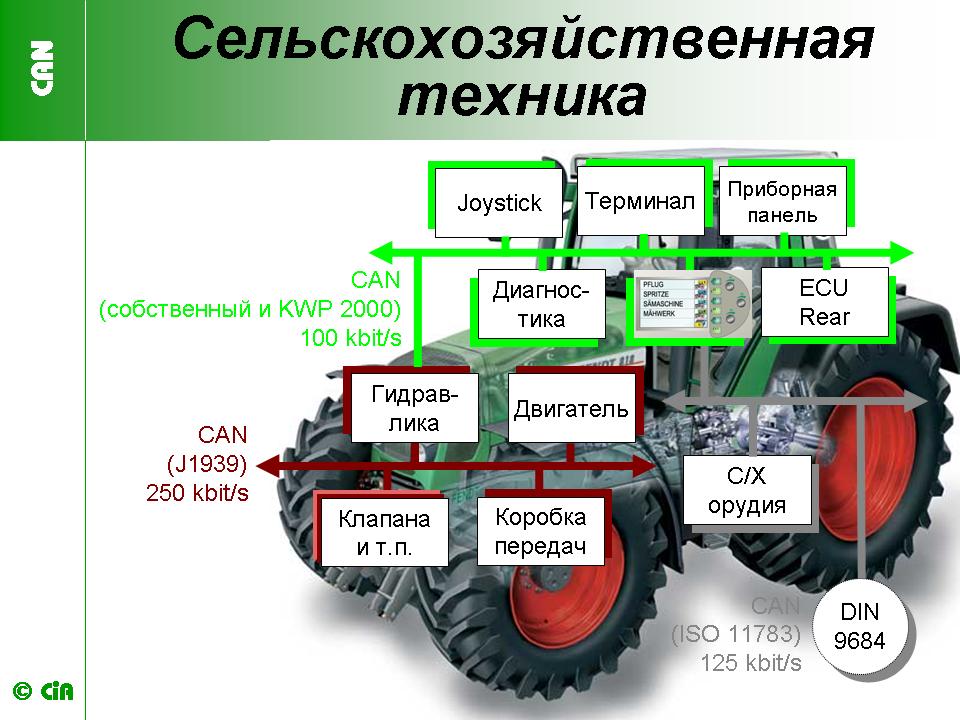 CAN
Сельскохозяйственная
техника
Joystick
Терминал
Приборная
панель
CAN
(собственный и KWP 2000)
100 kbit/s
Диагнос-
тика
PFLUG
SPRITZE
SÄMASCHINE
MÄHWERK
ECU
Rear
Гидрав-
лика
Двигатель
CAN
(J1939)
250 kbit/s
Клапана
и т.п.
Коробка
передач
С/Х
орудия
CAN
(ISO 11783)
125 kbit/s
DIN
9684
© CiA